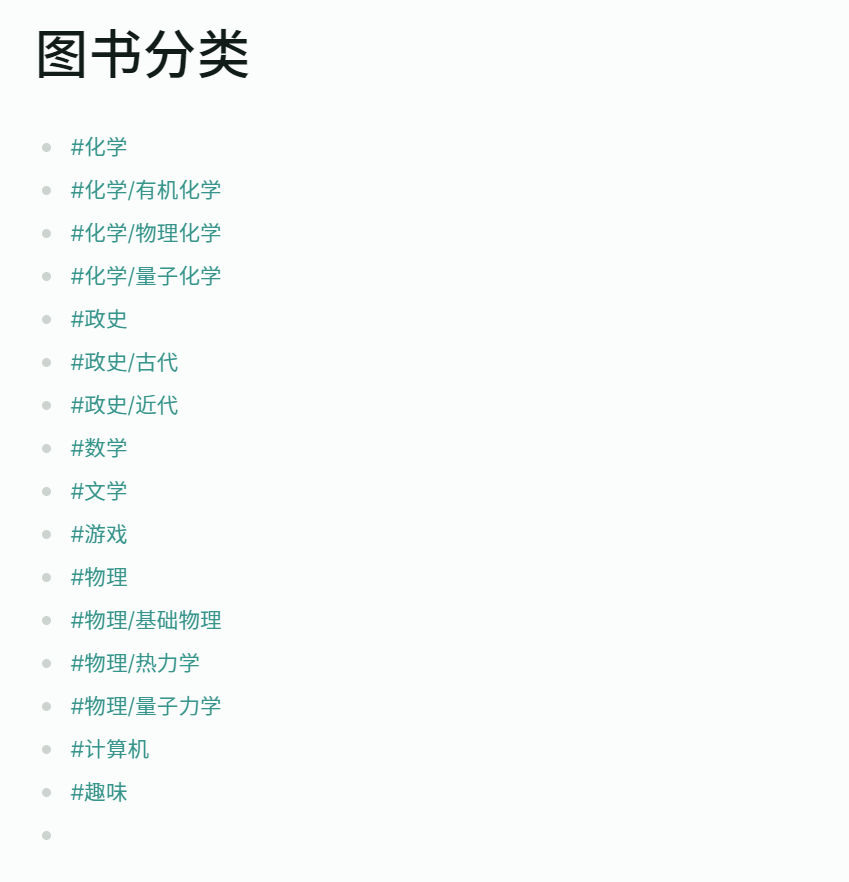 图书分类
#化学
#化学/有机化学
#化学/物理化学
#化学/量子化学
#政史
#政史/古代
#政史/近代
#数学
#文学
#游戏
#物理
#物理/基础物理
#物理/热力学
#物理/量子力学
#计算机
#趣味